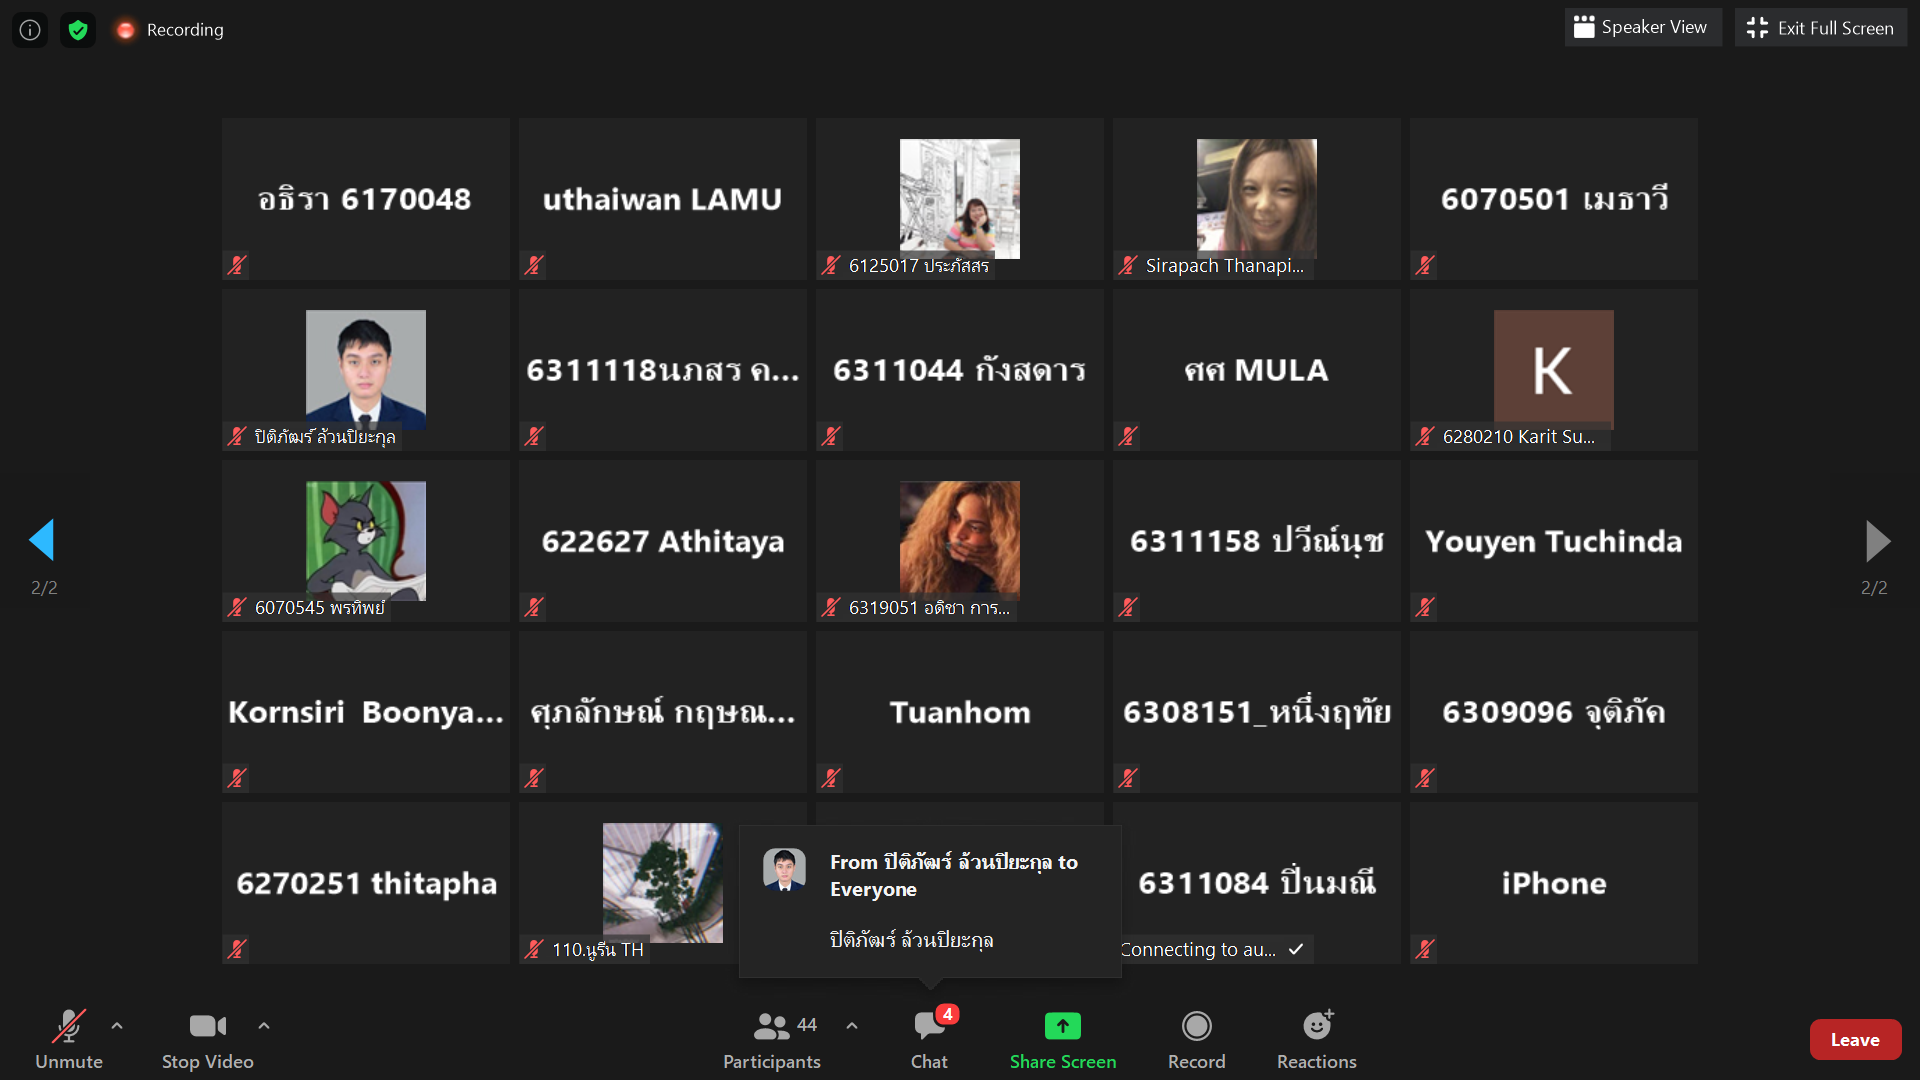 Recording
Speaker View
Exit Full Screen
อธิรา 6170048
uthaiwan LAMU
6125017 ประภัสสร
Sirapach Thanapi...
6070501 เมธาวี
ปิติภัฒร์ ล้วนปิยะกุล
6311118นภสร ค...
6311044 กังสดาร
ศศ MULA
K
6280210 Karit Su...
6070545 พรทิพย์
622627 Athitaya
6319051 อดิชา การ...
6311158 ปวีณ์นุช
Youyen Tuchinda
2/2
2/2
Kornsiri Boonya...
ศุภลักษณ์ กฤษณ...
Tuanhom
6308151_หนึ่งฤทัย
6309096 จุติภัค
6270251 thitapha
110.นูรีน TH
From ปิติภัฒร์ ล้วนปิยะกุล to
Everyone
ปิติภัฒร์ ล้วนปิยะกุล
6311084 ปิ่นมณี
Connecting to au...
iPhone
Unmute
Stop Video
44
Participants
4
Chat
Share Screen
Record
Reactions
Leave